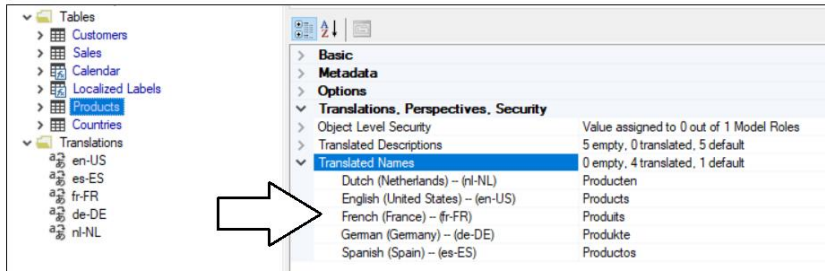 Tables
Customers
Sales
Calendar
Localized Labels
Products
Countries
Translations
en-US
es-ES
fr-FR
de-DE
nl-NL
Basic
Metadata
Options
Translations, Perspectives, Security
Object Level Security Value assigned to 0 out of 1 Model Roles
Translated Descriptions 5 empty, 0 translated, 5 default
Translated Names 0 empty, 4 translated, 1 default
Dutch (Netherlands) -- (nl-NL) Producten
English (United States) -- (en-US) Products
French (France) -- (fr-FR) Produits
German (Germany) -- (de-DE) Produkte
Spanish (Spain) -- (es-ES) Productos